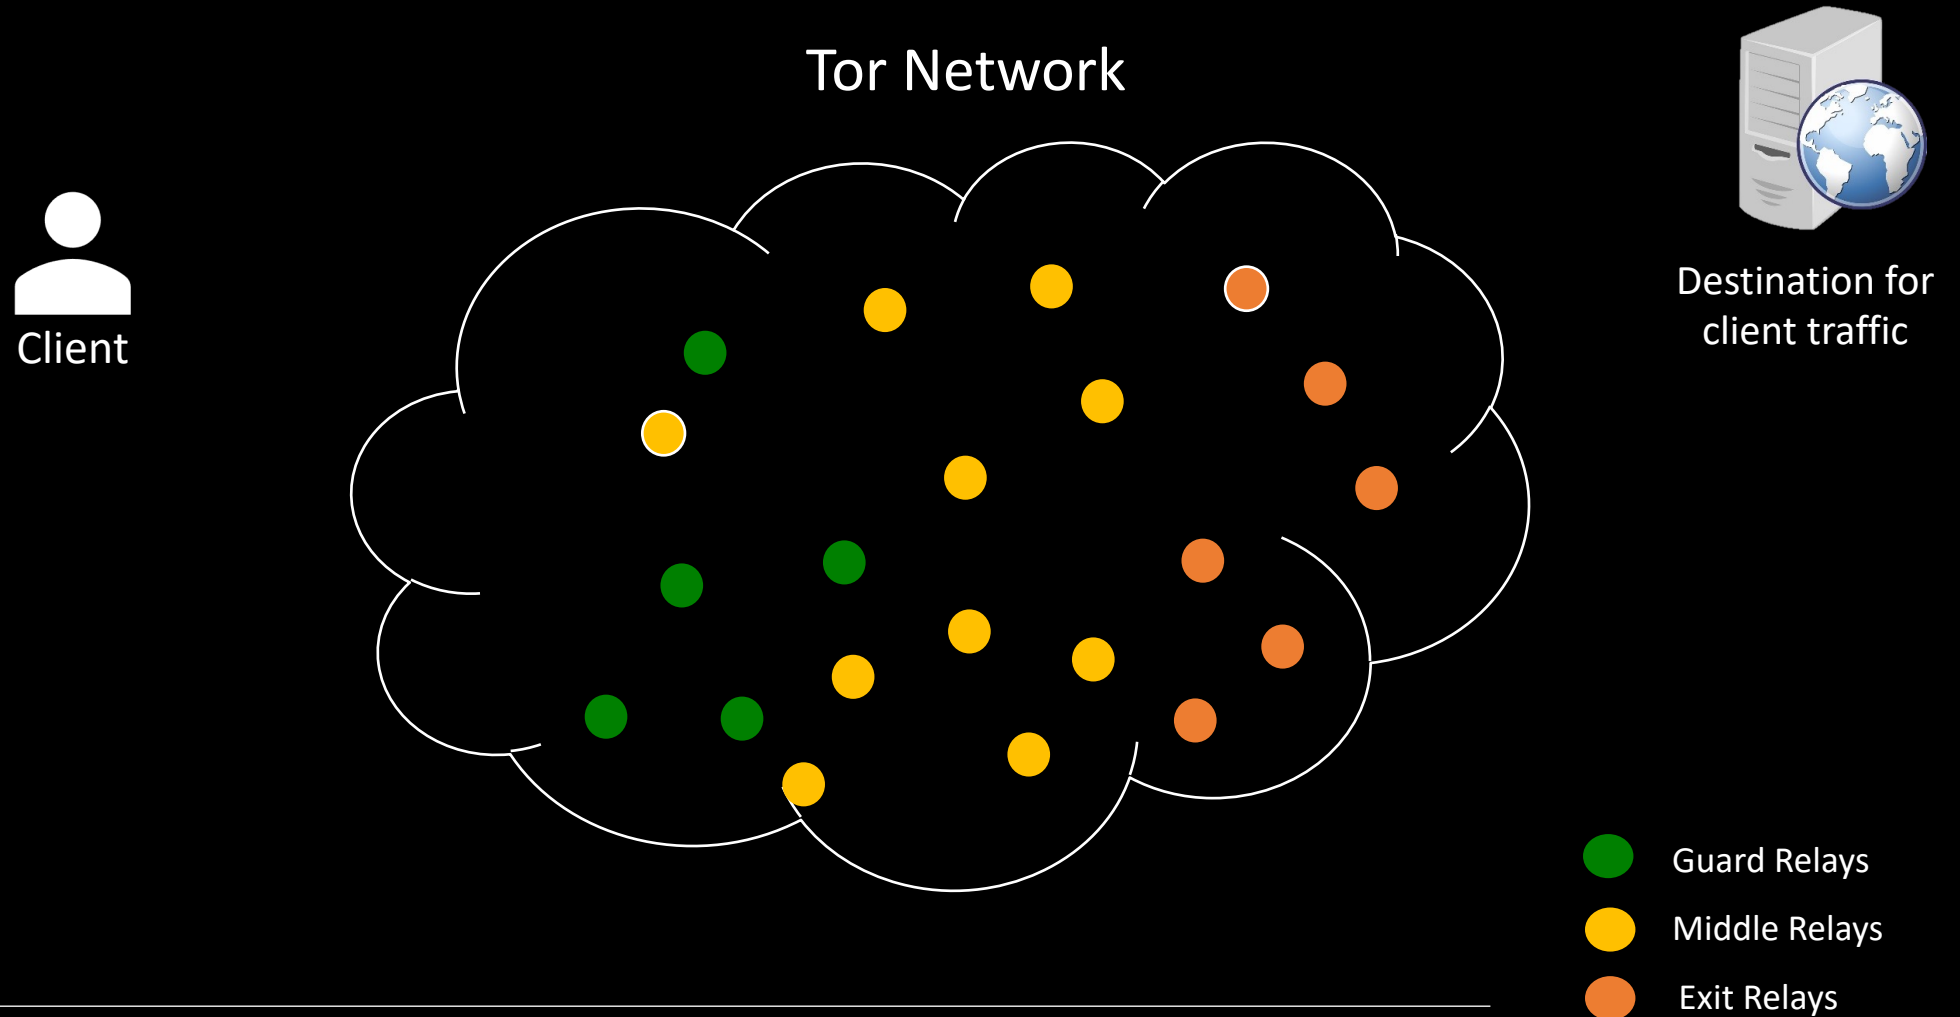 Tor Network
Client
Destination for
client traffic
Guard Relays
Middle Relays
Exit Relays